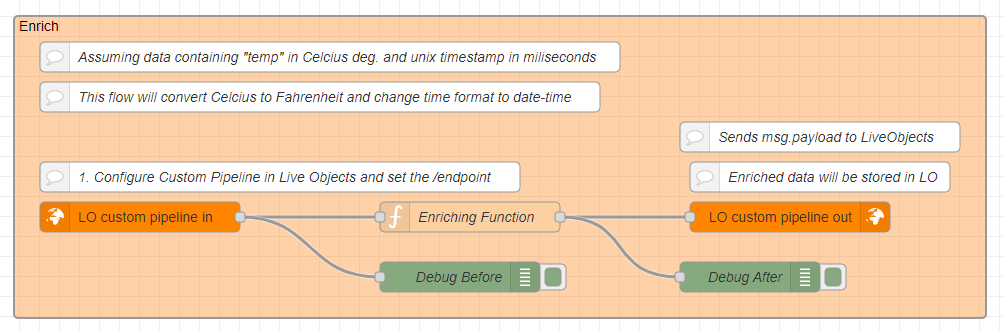 Enrich
Assuming data containing "temp" in Celcius deg. and unix timestamp in miliseconds
This flow will convert Celcius to Fahrenheit and change time format to date-time
Sends msg.payload to LiveObjects
1. Configure Custom Pipeline in Live Objects and set the /endpoint
Enriched data will be stored in LO
LO custom pipeline in
Enriching Function
LO custom pipeline out
Debug Before
Debug After